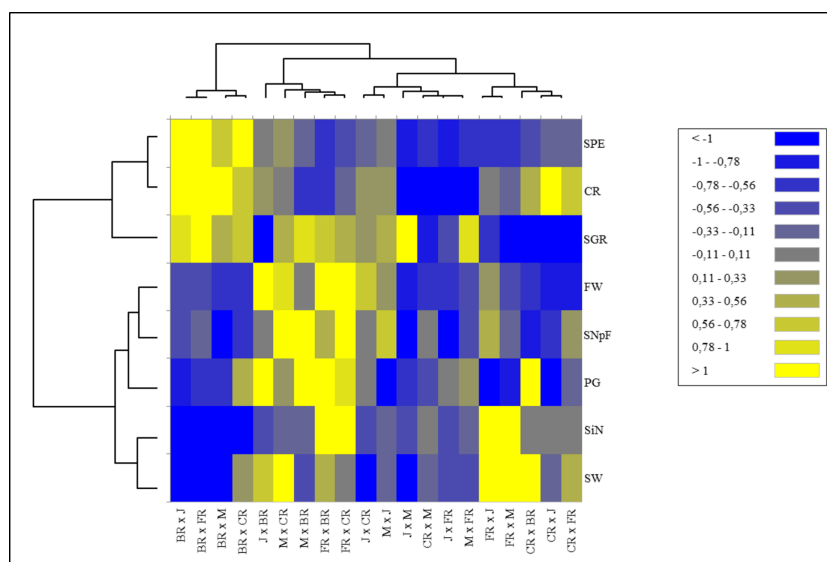 SPE
CR
SGR
FW
SNpF
PG
SiN
SW
BR x J
BR x FR
BR x M
BR x CR
J x BR
M x CR
M x BR
FR x BR
FR x CR
J x CR
M x J
J x M
CR x M
J x FR
M x FR
FR x J
FR x M
CR x BR
CR x J
CR x FR
< -1
-1 - -0,78
-0,78 - -0,56
-0,56 - -0,33
-0,33 - -0,11
-0,11 - 0,11
0,11 - 0,33
0,33 - 0,56
0,56 - 0,78
0,78 - 1
> 1